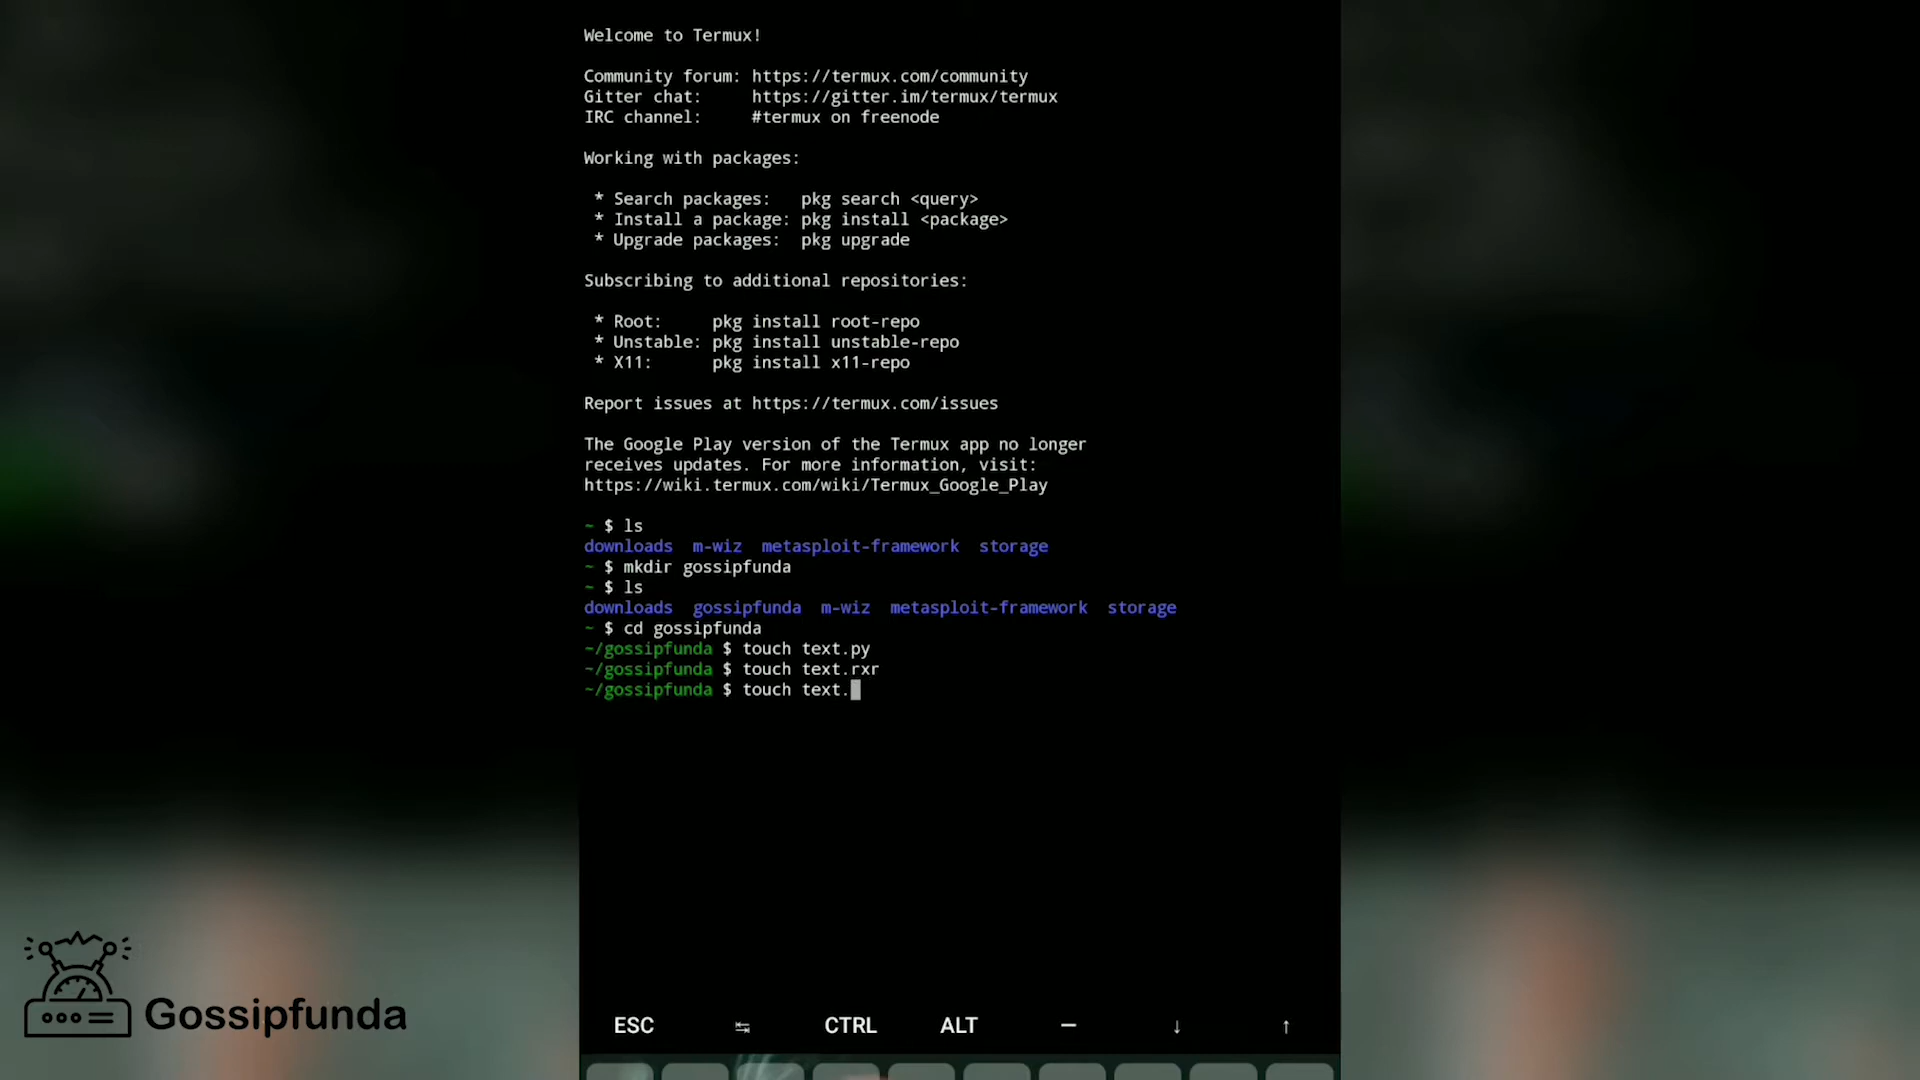 Welcome to Termux!
Community forum: https://termux.com/community
Gitter chat:     https://gitter.im/termux/termux
IRC channel:     #termux on freenode
Working with packages:
* Search packages:   pkg search <query>
* Install a package: pkg install <package>
* Upgrade packages:  pkg upgrade
Subscribing to additional repositories:
* Root:     pkg install root-repo
* Unstable: pkg install unstable-repo
* X11:      pkg install x11-repo
Report issues at https://termux.com/issues
The Google Play version of the Termux app no longer
receives updates. For more information, visit:
https://wiki.termux.com/wiki/Termux_Google_Play
~ $ ls
downloads  m-wiz  metasploit-framework  storage
~ $ mkdir gossipfunda
~ $ ls
downloads  gossipfunda  m-wiz  metasploit-framework  storage
~ $ cd gossipfunda
~/gossipfunda $ touch text.py
~/gossipfunda $ touch text.rxr
~/gossipfunda $ touch text.
ESC ↹ CTRL ALT — ↓ ↑
Gossipfunda